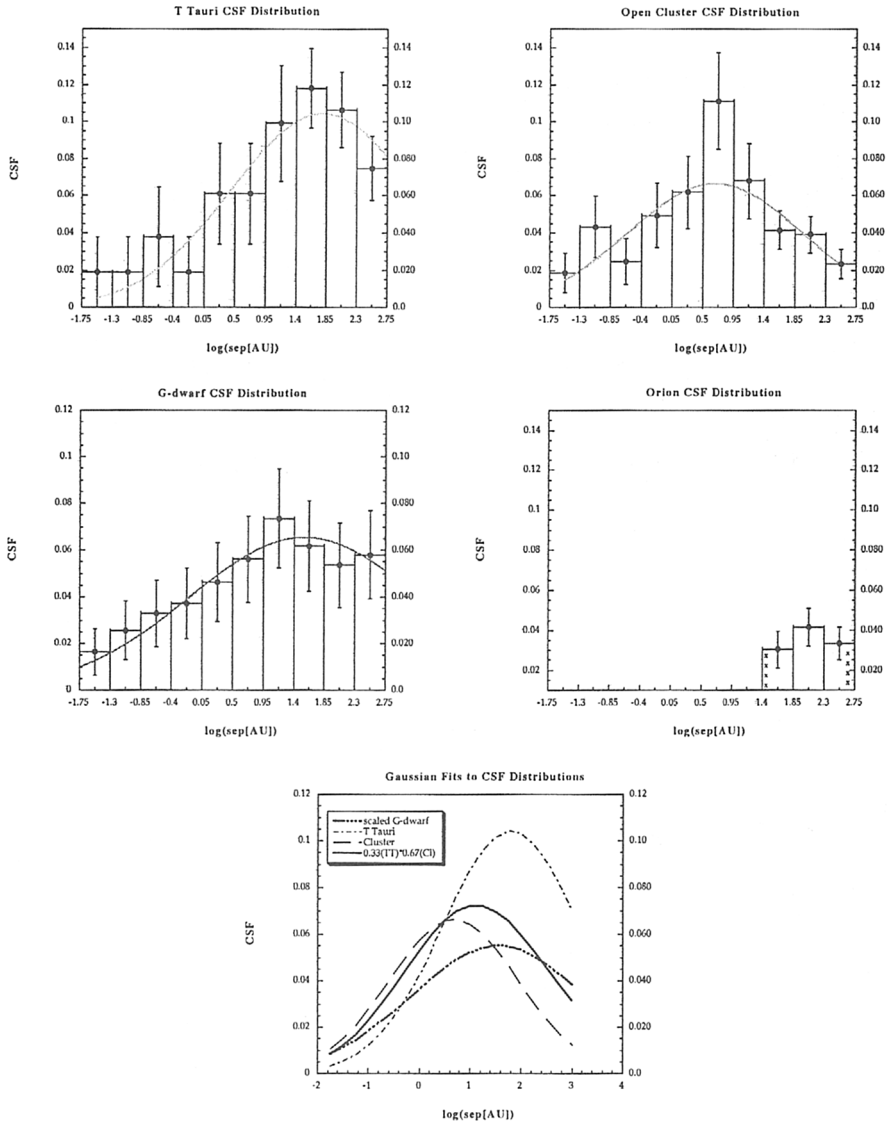 T Tauri CSF Distribution
0.14 0.14
0.12 0.12
0.1 0.10
0.08 0.080
0.06 0.060
0.04 0.040
0.02 0.020
0 0.0
CSF
-1.75 -1.3 -0.85 -0.4 0.05 0.5 0.95 1.4 1.85 2.3 2.75
log(sep[AU])
Open Cluster CSF Distribution
0.14 0.14
0.12 0.12
0.1 0.10
0.08 0.080
0.06 0.060
0.04 0.040
0.02 0.020
0 0.0
CSF
-1.75 -1.3 -0.85 -0.4 0.05 0.5 0.95 1.4 1.85 2.3 2.75
log(sep[AU])
G-dwarf CSF Distribution
0.12 0.12
0.1 0.10
0.08 0.080
0.06 0.060
0.04 0.040
0.02 0.020
0 0.0
CSF
-1.75 -1.3 -0.85 -0.4 0.05 0.5 0.95 1.4 1.85 2.3 2.75
log(sep[AU])
Orion CSF Distribution
0.14 0.14
0.12 0.12
0.1 0.10
0.08 0.080
0.06 0.060
0.04 0.040
0.02 0.020
CSF
-1.75 -1.3 -0.85 -0.4 0.05 0.5 0.95 1.4 1.85 2.3 2.75
log(sep[AU])
Gaussian Fits to CSF Distributions
0.12 0.12
scaled G-dwarf
T Tauri
Cluster
0.33(TT)*0.67(Cl)
0.1 0.10
0.08 0.080
0.06 0.060
0.04 0.040
0.02 0.020
0 0.0
CSF
-2 -1 0 1 2 3 4
log(sep[AU])